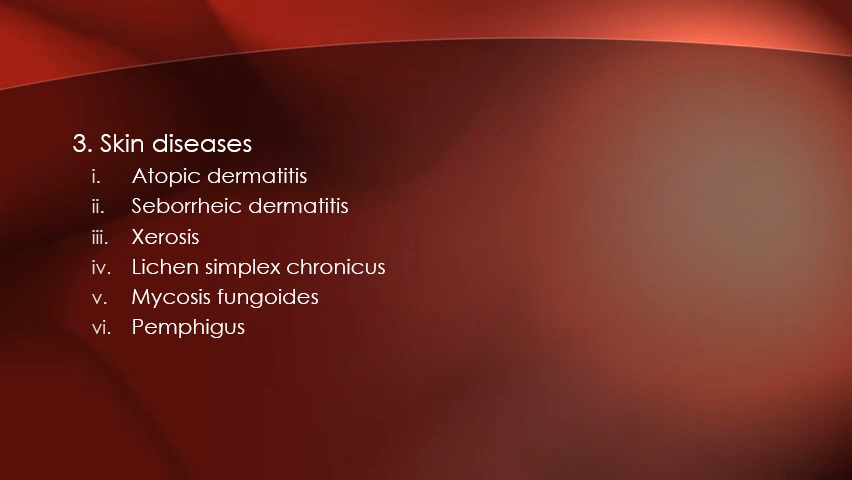 3. Skin diseases
i. Atopic dermatitis
ii. Seborrheic dermatitis
iii. Xerosis
iv. Lichen simplex chronicus
v. Mycosis fungoides
vi. Pemphigus